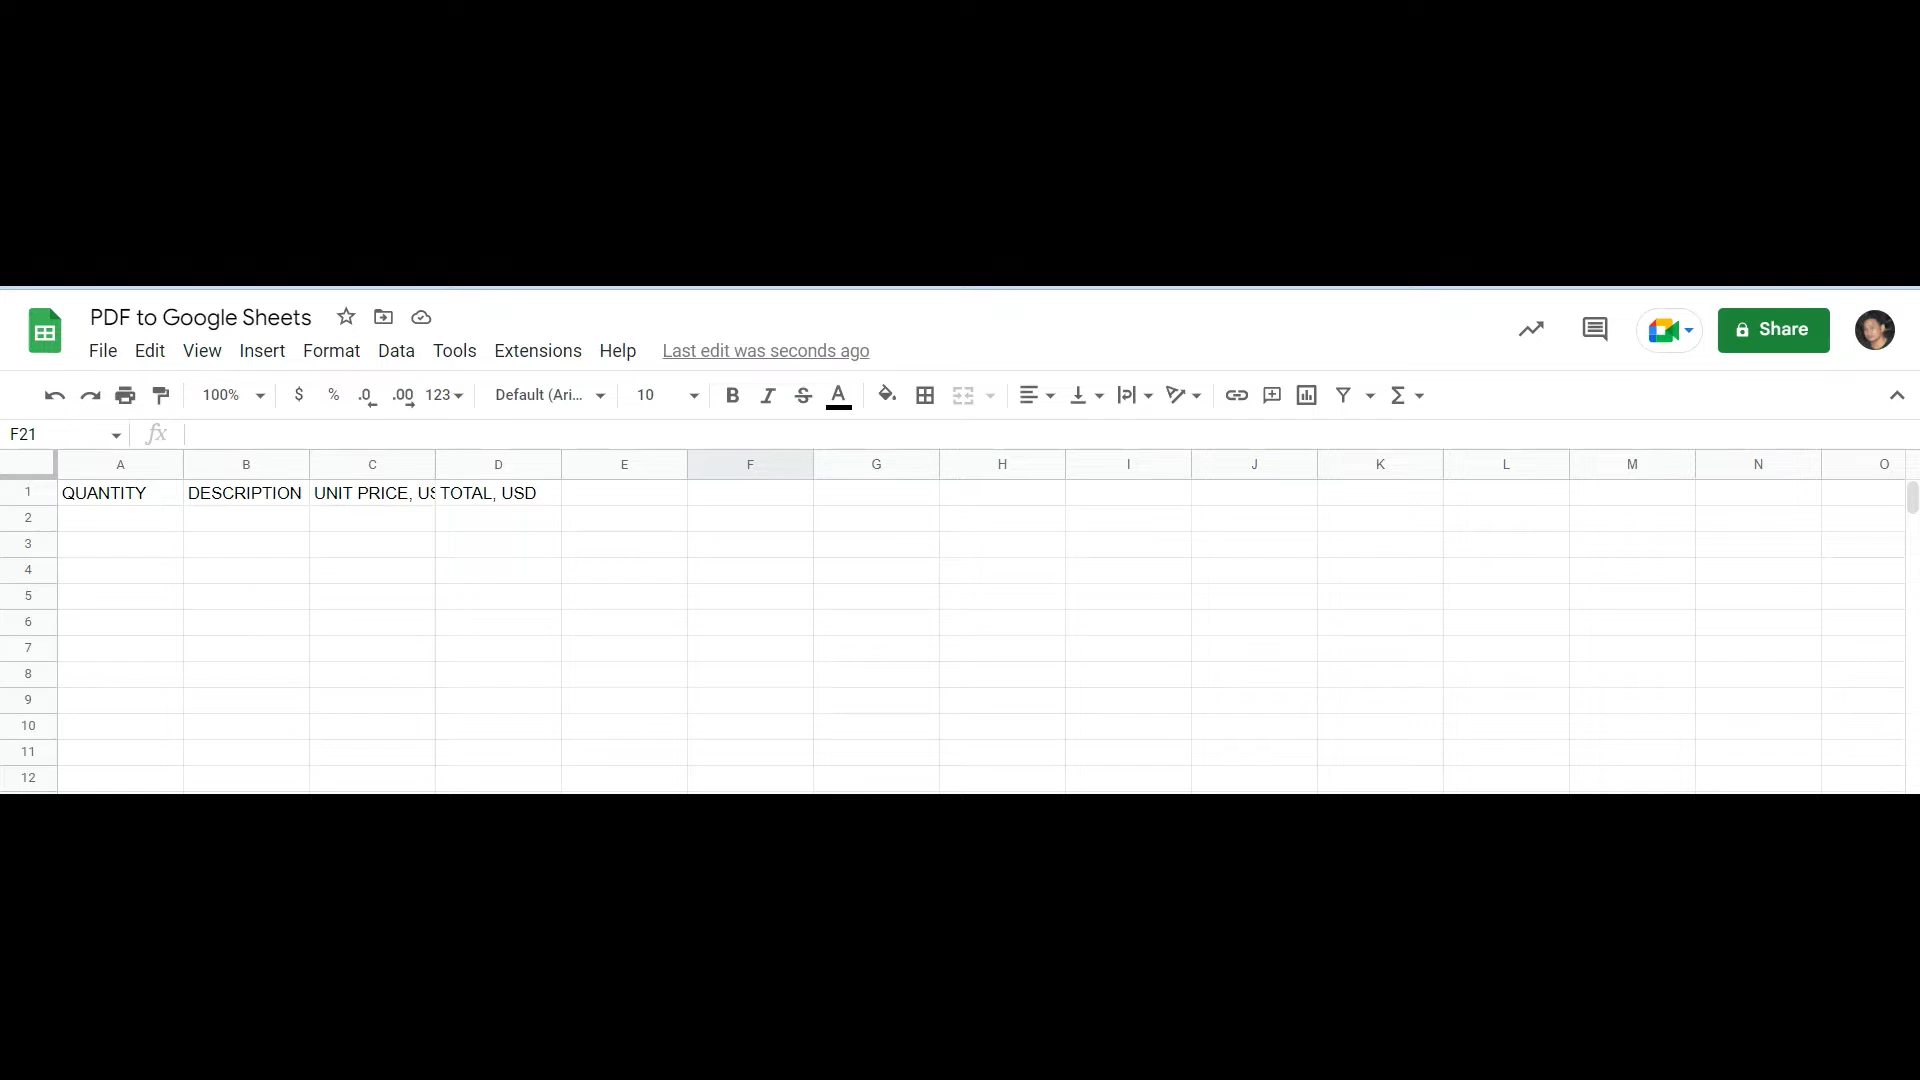 PDF to Google Sheets
File Edit View Insert Format Data Tools Extensions Help Last edit was seconds ago
Share
100% $ % .0 .00 123 Default (Ari... 10 B I S A
F21 fx
A B C D E F G H I J K L M N O
1 QUANTITY DESCRIPTION UNIT PRICE, US TOTAL, USD
2
3
4
5
6
7
8
9
10
11
12